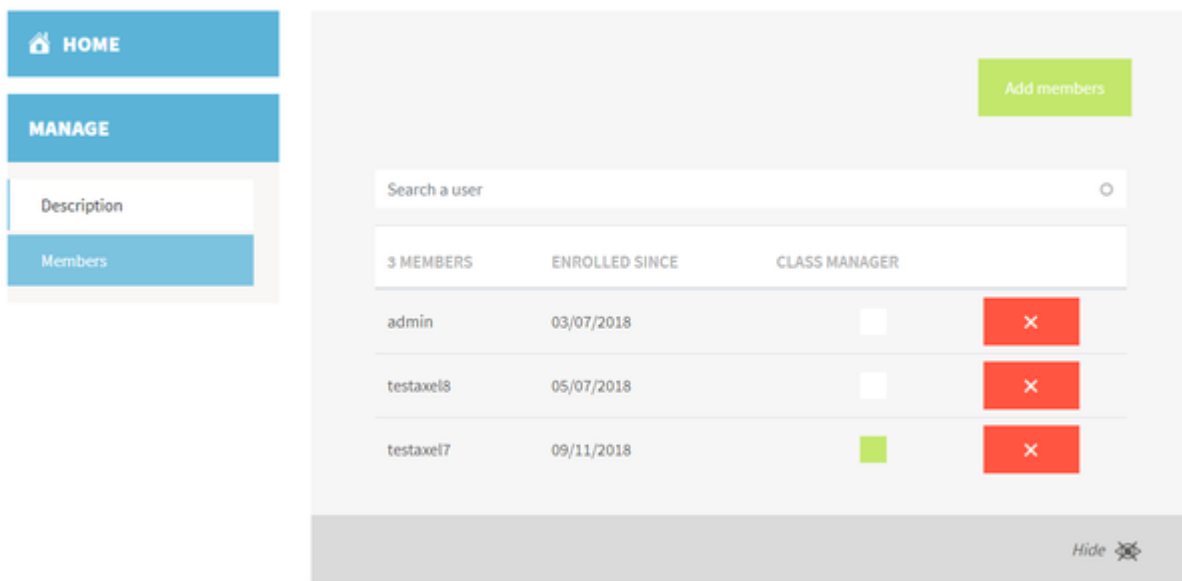 HOME
MANAGE
Description
Members
Add members
Search a user
3 MEMBERS ENROLLED SINCE CLASS MANAGER
admin 03/07/2018
testaxel8 05/07/2018
testaxel7 09/11/2018
Hide